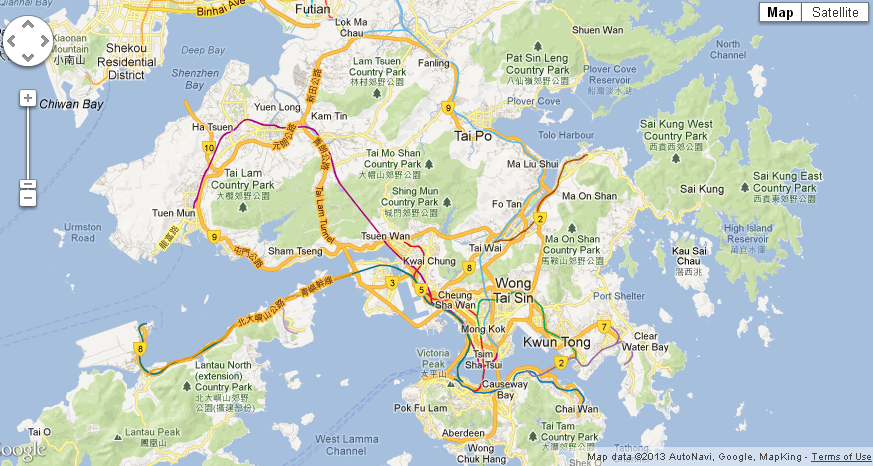 Qianhai Bay
Binhai Ave
Futian
Map
Satellite
Xiaonan
Mountain
小南山
Shekou
Residential
District
Deep Bay
Shenzhen
Bay
Chiwan Bay
Lok Ma
Chau
Fanling
Shuen Wan
North
Channel
Pat Sin Leng
Country Park
八仙嶺郊野公園
Plover Cove
Reservoir
船灣淡水湖
Lam Tsuen
Country Park
林村郊野公園
新田公路
Yuen Long
Kam Tin
Ha Tsuen
元朗公路
青朗公路
10
9
Plover Cove
Tai Po
Tolo Harbour
Sai Kung West
Country Park
西貢西郊野公園
Tai Mo Shan
Country Park
大帽山郊野公園
Ma Liu Shui
Tai Lam
Country Park
大欖郊野公園
Shing Mun
Country Park
城門郊野公園
Ma On Shan
Sai Kung
Sai Kung East
Country Park
西貢東郊野公園
Tuen Mun
龍富路
Tai Lam Tunnel
Fo Tan
2
Urmston
Road
9
屯門公路
Sham Tseng
Tsuen Wan
Tai Wai
Ma On Shan
Country Park
馬鞍山郊野公園
High Island
Reservoir
萬宜水庫
Kwai Chung
8
Kau Sai
Chau
滘西洲
3
5
Cheung
Sha Wan
Wong
Tai Sin
Port Shelter
青嶼幹線
北大嶼山公路
Mong Kok
Kwun Tong
7
Clear
Water Bay
8
Victoria
Peak
太平山
Tsim
Sha Tsui
2
Lantau North
(extension)
Country Park
北大嶼山郊野
公園(擴建部份)
Causeway
Bay
Pok Fu Lam
Chai Wan
Tai O
Lantau Peak
鳳凰山
West Lamma
Channel
Aberdeen
Tai Tam
Country Park
大潭郊野公園
Wong
Chuk Hang
Shek O
Tathong
Google
Map data ©2013 AutoNavi, Google, MapKing - Terms of Use